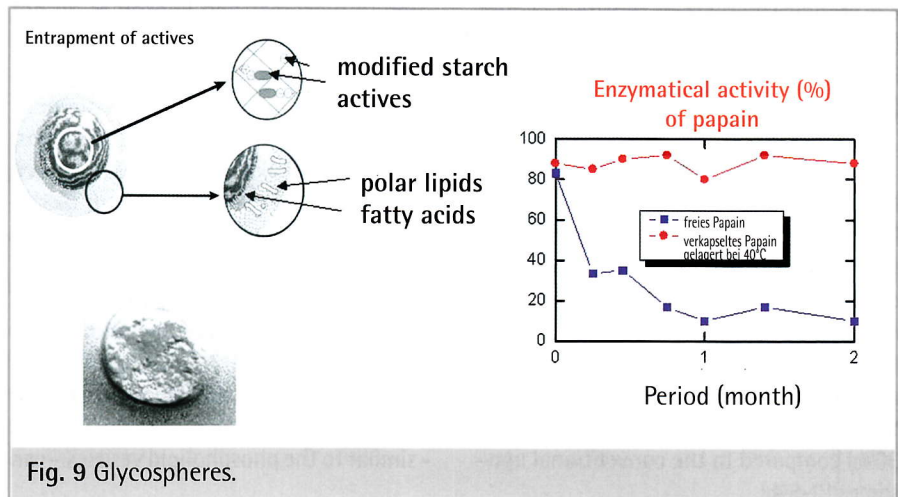 Entrapment of actives
modified starch
actives
polar lipids
fatty acids
Enzymatical activity (%)
of papain
100
80
60
40
20
0
freies Papain
verkapseltes Papain
gelagert bei 40°C
0
1
2
Period (month)
Fig. 9 Glycospheres.